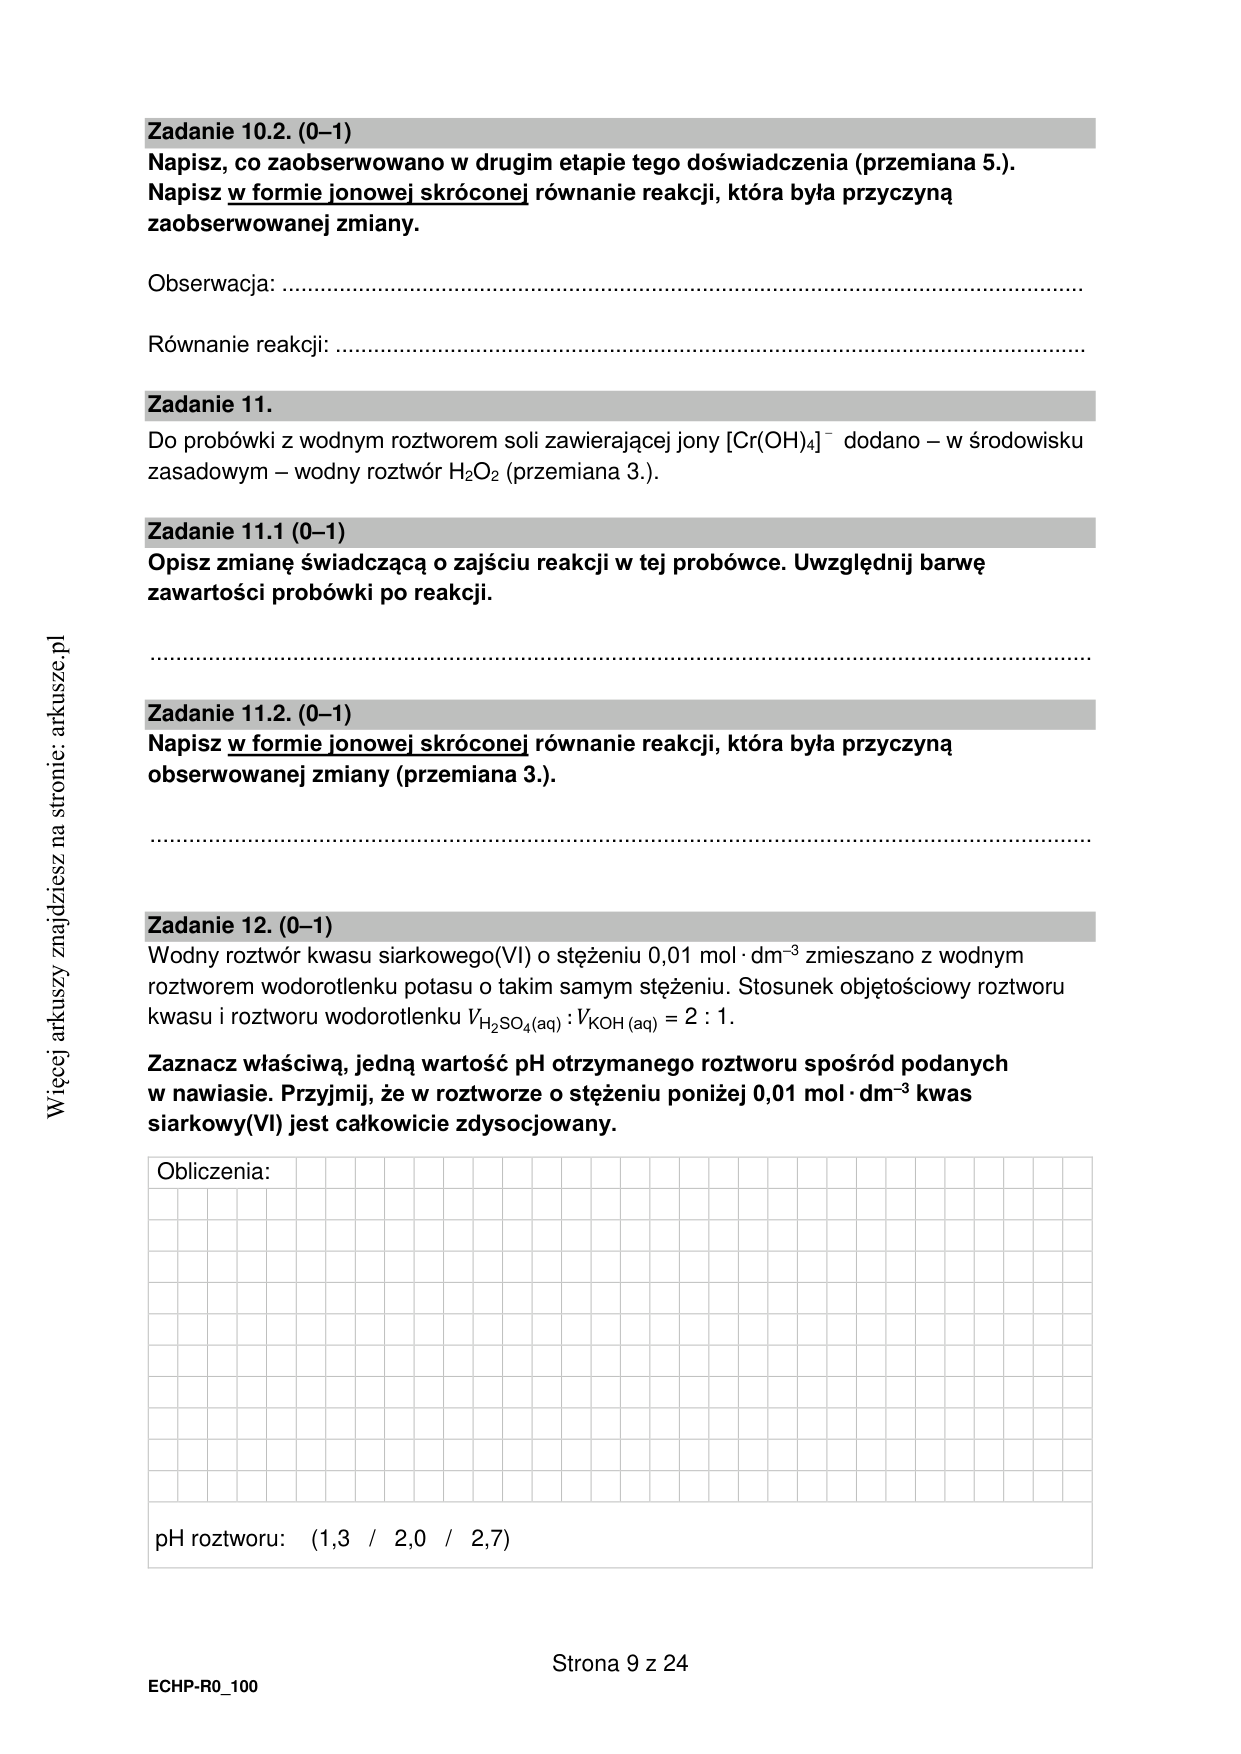 Zadanie 10.2. (0–1)
Napisz, co zaobserwowano w drugim etapie tego doświadczenia (przemiana 5.).
Napisz w formie jonowej skróconej równanie reakcji, która była przyczyną
zaobserwowanej zmiany.
Obserwacja: ..............................................................................................................................
Równanie reakcji: ......................................................................................................................
Zadanie 11.
Do probówki z wodnym roztworem soli zawierającej jony [Cr(OH)₄]⁻ dodano – w środowisku
zasadowym – wodny roztwór H₂O₂ (przemiana 3.).
Zadanie 11.1 (0–1)
Opisz zmianę świadczącą o zajściu reakcji w tej probówce. Uwzględnij barwę
zawartości probówki po reakcji.
....................................................................................................................................................
Zadanie 11.2. (0–1)
Napisz w formie jonowej skróconej równanie reakcji, która była przyczyną
obserwowanej zmiany (przemiana 3.).
....................................................................................................................................................
Zadanie 12. (0–1)
Wodny roztwór kwasu siarkowego(VI) o stężeniu 0,01 mol · dm⁻³ zmieszano z wodnym
roztworem wodorotlenku potasu o takim samym stężeniu. Stosunek objętościowy roztworu
kwasu i roztworu wodorotlenku V_H₂SO₄(aq) : V_KOH (aq) = 2 : 1.
Zaznacz właściwą, jedną wartość pH otrzymanego roztworu spośród podanych
w nawiasie. Przyjmij, że w roztworze o stężeniu poniżej 0,01 mol · dm⁻³ kwas
siarkowy(VI) jest całkowicie zdysocjowany.
Obliczenia:
pH roztworu: (1,3 / 2,0 / 2,7)
Strona 9 z 24
ECHP-R0_100
Więcej arkuszy znajdziesz na stronie: arkusze.pl